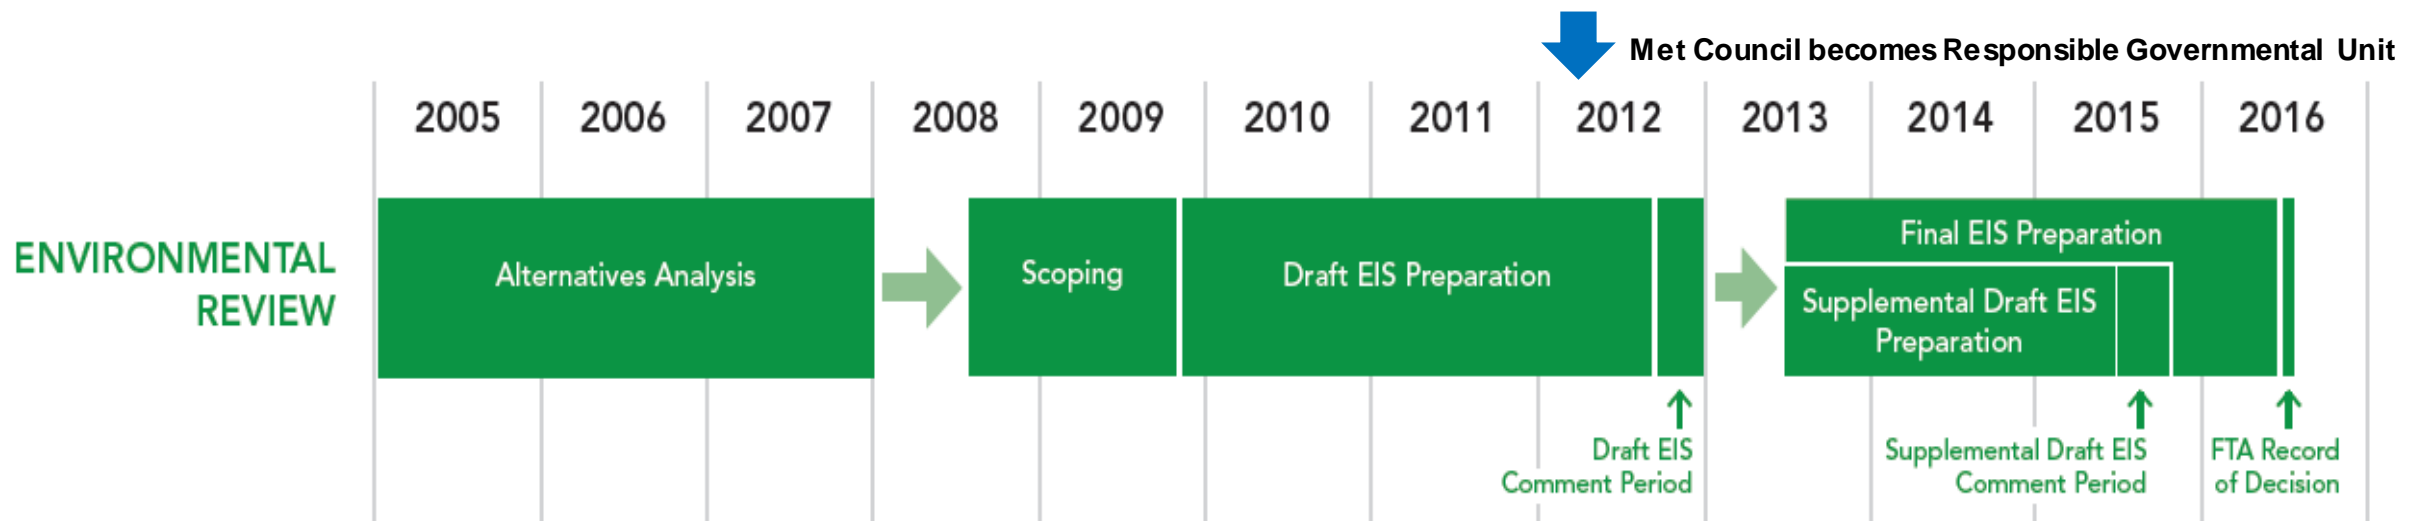 Met Council becomes Responsible Governmental Unit
2005 2006 2007 2008 2009 2010 2011 2012 2013 2014 2015 2016
ENVIRONMENTAL
REVIEW
Alternatives Analysis
Scoping
Draft EIS Preparation
Final EIS Preparation
Supplemental Draft EIS
Preparation
Draft EIS
Comment Period
Supplemental Draft EIS
Comment Period
FTA Record
of Decision